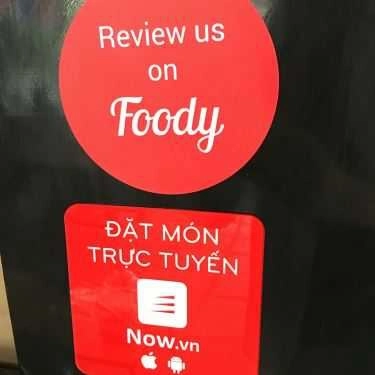 Review us
on
Foody
ĐẶT MÓN
TRỰC TUYẾN
Now.vn